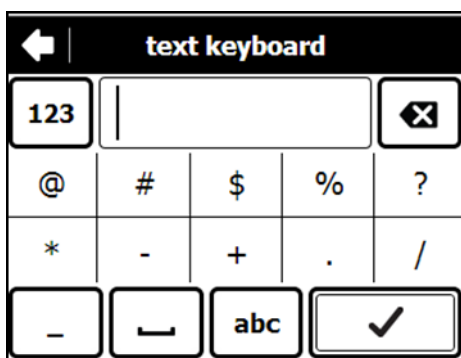 text keyboard
123
@ # $ % ?
* - + . /
_ abc